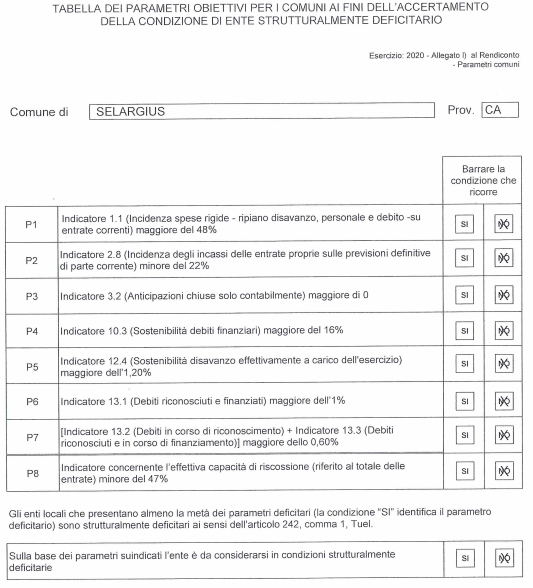 TABELLA DEI PARAMETRI OBIETTIVI PER I COMUNI AI FINI DELL'ACCERTAMENTO
DELLA CONDIZIONE DI ENTE STRUTTURALMENTE DEFICITARIO
Esercizio: 2020 - Allegato I) al Rendiconto
- Parametri comuni
Comune di SELARGIUS Prov. CA
Barrare la
condizione che
ricorre
P1 Indicatore 1.1 (Incidenza spese rigide - ripiano disavanzo, personale e debito -su
entrate correnti) maggiore del 48% SI NO
P2 Indicatore 2.8 (Incidenza degli incassi delle entrate proprie sulle previsioni definitive
di parte corrente) minore del 22% SI NO
P3 Indicatore 3.2 (Anticipazioni chiuse solo contabilmente) maggiore di 0 SI NO
P4 Indicatore 10.3 (Sostenibilità debiti finanziari) maggiore del 16% SI NO
P5 Indicatore 12.4 (Sostenibilità disavanzo effettivamente a carico dell'esercizio)
maggiore dell'1,20% SI NO
P6 Indicatore 13.1 (Debiti riconosciuti e finanziati) maggiore dell'1% SI NO
P7 [Indicatore 13.2 (Debiti in corso di riconoscimento) + Indicatore 13.3 (Debiti
riconosciuti e in corso di finanziamento)] maggiore dello 0,60% SI NO
P8 Indicatore concernente l'effettiva capacità di riscossione (riferito al totale delle
entrate) minore del 47% SI NO
Gli enti locali che presentano almeno la metà dei parametri deficitari (la condizione "SI" identifica il parametro
deficitario) sono strutturalmente deficitari ai sensi dell'articolo 242, comma 1, Tuel.
Sulla base dei parametri suindicati l'ente è da considerarsi in condizioni strutturalmente
deficitarie SI NO